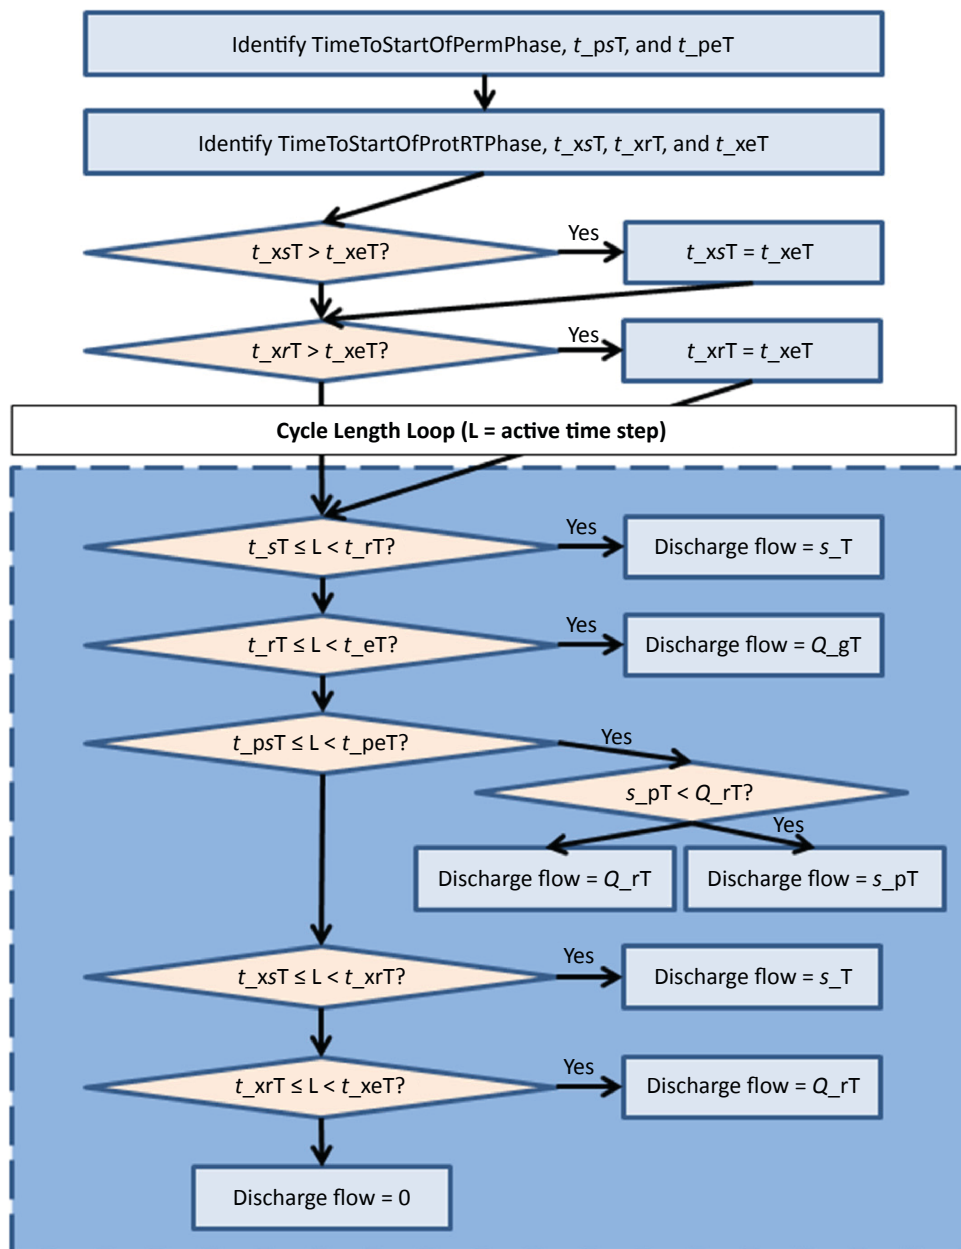 Identify TimeToStartOfPermPhase, t_psT, and t_peT
Identify TimeToStartOfProtRTPhase, t_xsT, t_xrT, and t_xeT
t_xsT > t_xeT?
Yes
t_xsT = t_xeT
t_xrT > t_xeT?
Yes
t_xrT = t_xeT
Cycle Length Loop (L = active time step)
t_sT ≤ L < t_rT?
Yes
Discharge flow = s_T
t_rT ≤ L < t_eT?
Yes
Discharge flow = Q_gT
t_psT ≤ L < t_peT?
Yes
s_pT < Q_rT?
Yes
Discharge flow = Q_rT
Discharge flow = s_pT
t_xsT ≤ L < t_xrT?
Yes
Discharge flow = s_T
t_xrT ≤ L < t_xeT?
Yes
Discharge flow = Q_rT
Discharge flow = 0